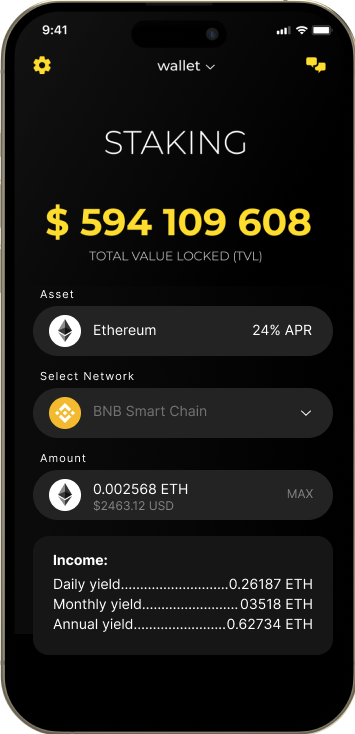 9:41
wallet
STAKING
$ 594 109 608
TOTAL VALUE LOCKED (TVL)
Asset
Ethereum 24% APR
Select Network
BNB Smart Chain
Amount
0.002568 ETH MAX
$2463.12 USD
Income:
Daily yield............................0.26187 ETH
Monthly yield......................... 03518 ETH
Annual yield........................0.62734 ETH